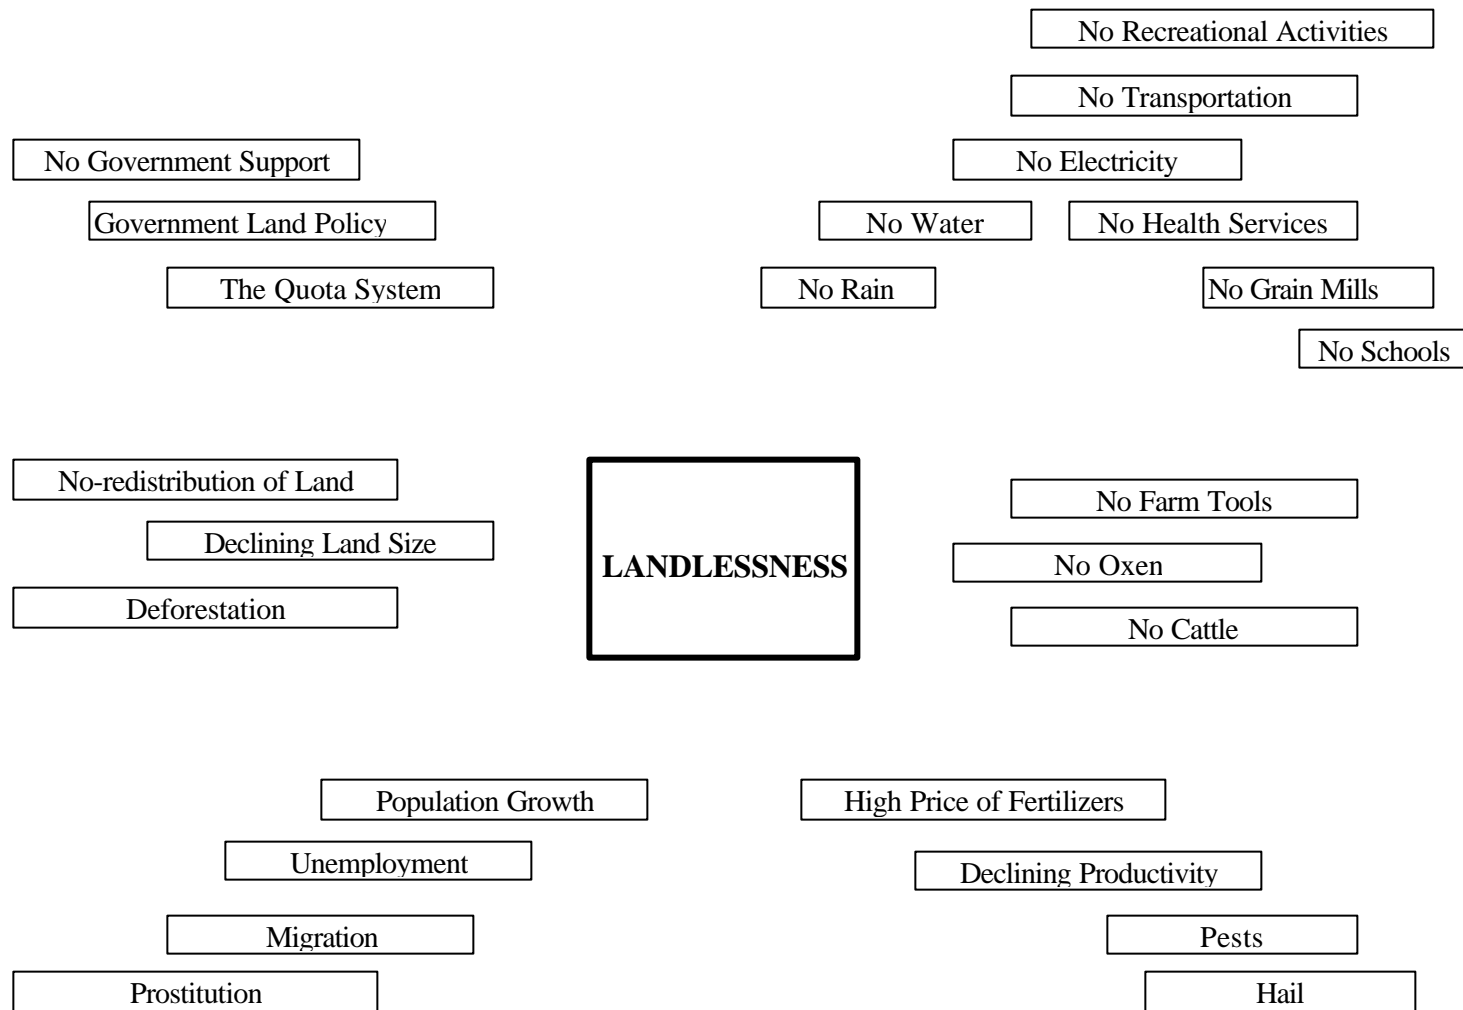 No Recreational Activities
No Transportation
No Government Support
No Electricity
Government Land Policy
No Water
No Health Services
The Quota System
No Rain
No Grain Mills
No Schools
No-redistribution of Land
No Farm Tools
Declining Land Size
LANDLESSNESS
No Oxen
Deforestation
No Cattle
Population Growth
High Price of Fertilizers
Unemployment
Declining Productivity
Migration
Pests
Prostitution
Hail